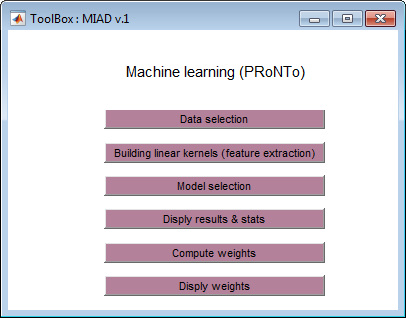 ToolBox : MIAD v.1
Machine learning (PRoNTo)
Data selection
Building linear kernels (feature extraction)
Model selection
Disply results & stats
Compute weights
Disply weights